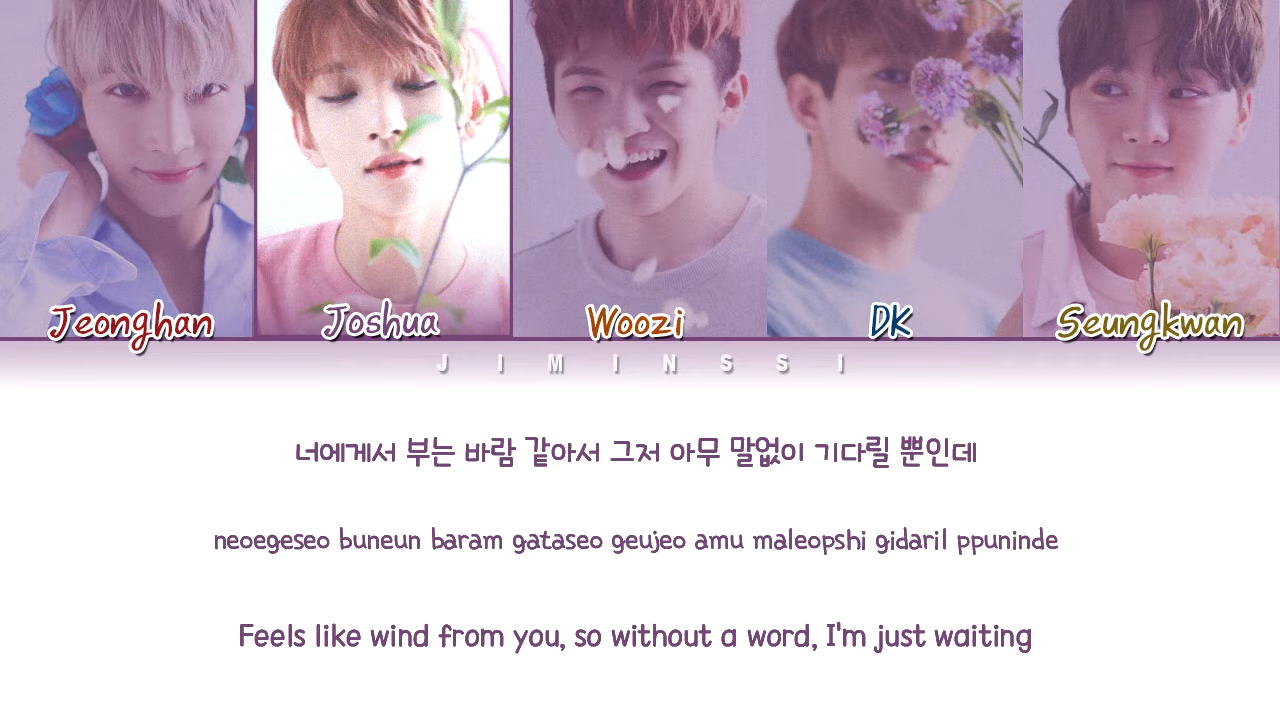 Jeonghan Joshua Woozi DK Seungkwan
JIMINSSI
너에게서 부는 바람 같아서 그저 아무 말없이 기다릴 뿐인데
neoegeseo buneun baram gataseo geujeo amu maleopshi gidaril ppuninde
Feels like wind from you, so without a word, I'm just waiting